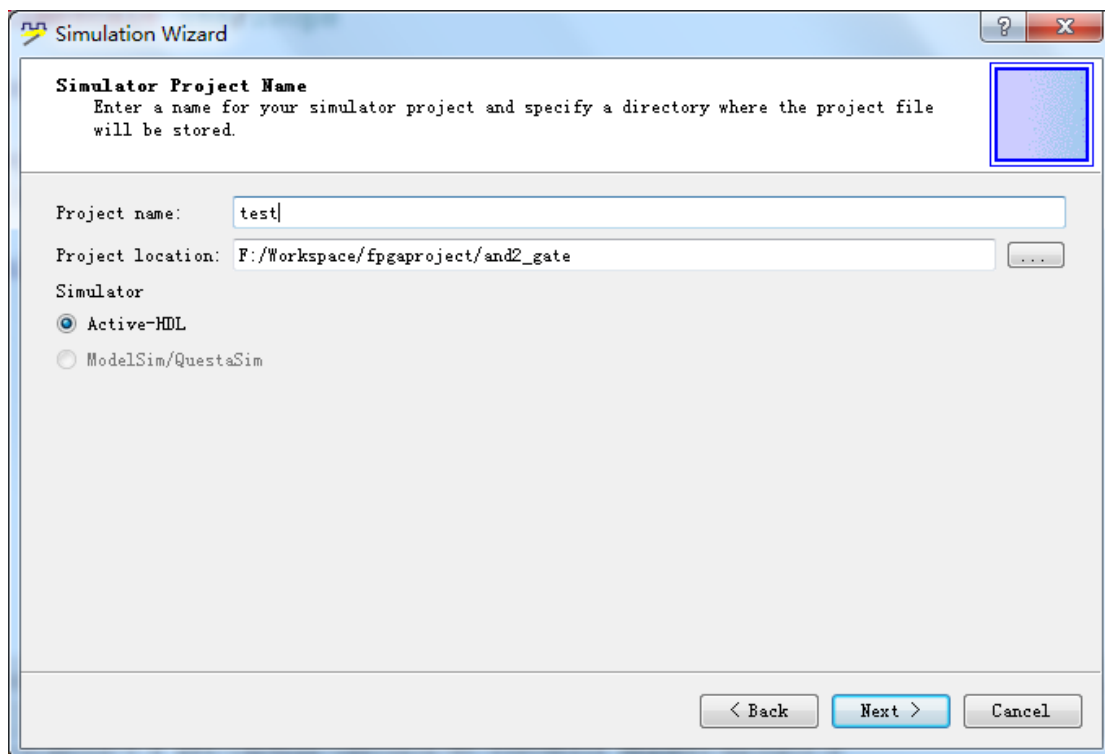 Simulation Wizard
Simulator Project Name
Enter a name for your simulator project and specify a directory where the project file
will be stored.
Project name: test
Project location: F:/Workspace/fpgaproject/and2_gate ...
Simulator
Active-HDL
ModelSim/QuestaSim
< Back Next > Cancel